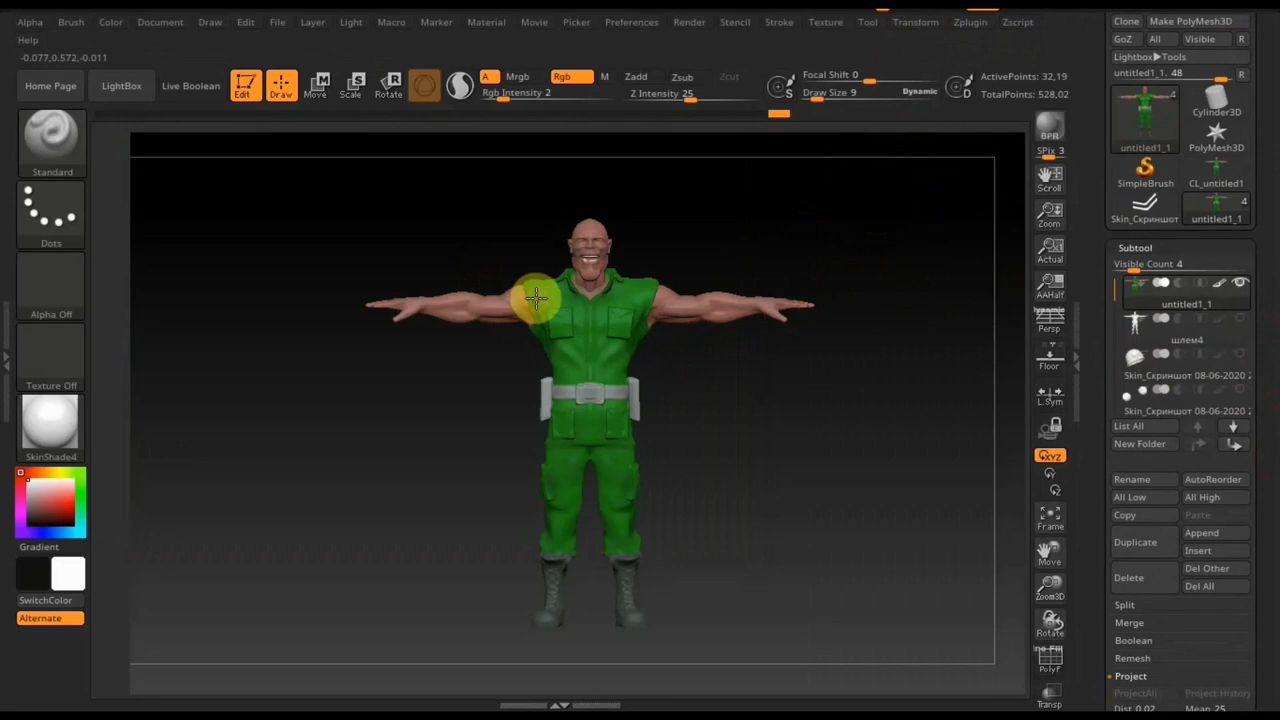 Alpha Brush Color Document Draw Edit File Layer Light Macro Marker Material Movie Picker Preferences Render Stencil Stroke Texture Tool Transform Zplugin Zscript
Help
-0.077,0.572,-0.011
Home Page
LightBox
Live Boolean
Edit
Draw
Move
Scale
Rotate
A
Mrgb
Rgb
M
Rgb Intensity 2
Zadd
Zsub
Zcut
Z Intensity 25
S
Focal Shift 0
Draw Size 9
Dynamic
D
ActivePoints: 32,19
TotalPoints: 528,02
Standard
Dots
Alpha Off
Texture Off
SkinShade4
Gradient
SwitchColor
Alternate
BPR
SPix 3
Scroll
Zoom
Actual
AAHalf
Dynamic
Persp
Floor
L.Sym
XYZ
Y
Z
Frame
Move
Zoom3D
Rotate
PolyF
Transp
Clone Make PolyMesh3D
GoZ All Visible R
Lightbox▶Tools
untitled1_1. 48 R
4
untitled1_1
Cylinder3D
PolyMesh3D
SimpleBrush
CL_untitled1
Skin_Скриншот
4
untitled1_1
Subtool
Visible Count 4
untitled1_1
шлем4
Skin_Скриншот 08-06-2020 2
Skin_Скриншот 08-06-2020 2
List All
New Folder
Rename AutoReorder
All Low All High
Copy Paste
Duplicate Append
Insert
Delete Del Other
Del All
Split
Merge
Boolean
Remesh
Project
ProjectAll Project History
Dist 0.02 Mean 25